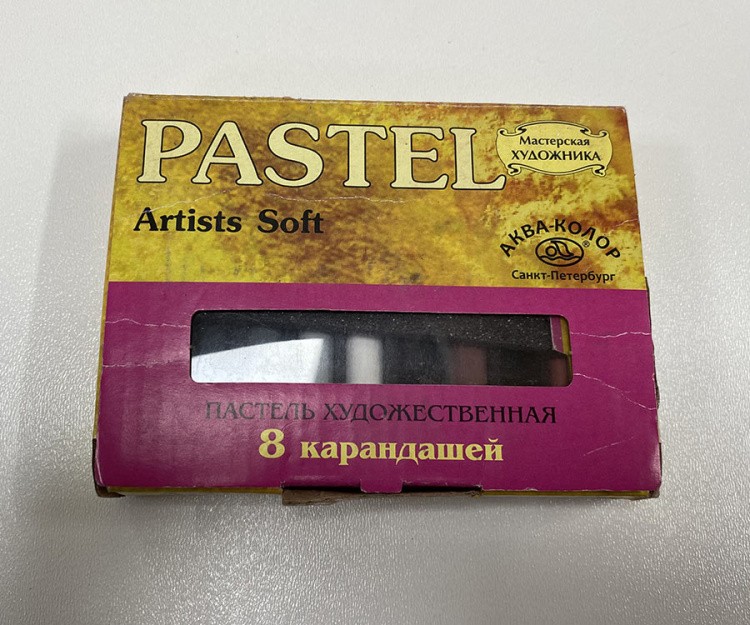 PASTEL
Мастерская
ХУДОЖНИКА
Artists Soft
АКВА-КОЛОР
®
Санкт-Петербург
ПАСТЕЛЬ ХУДОЖЕСТВЕННАЯ
8 карандашей